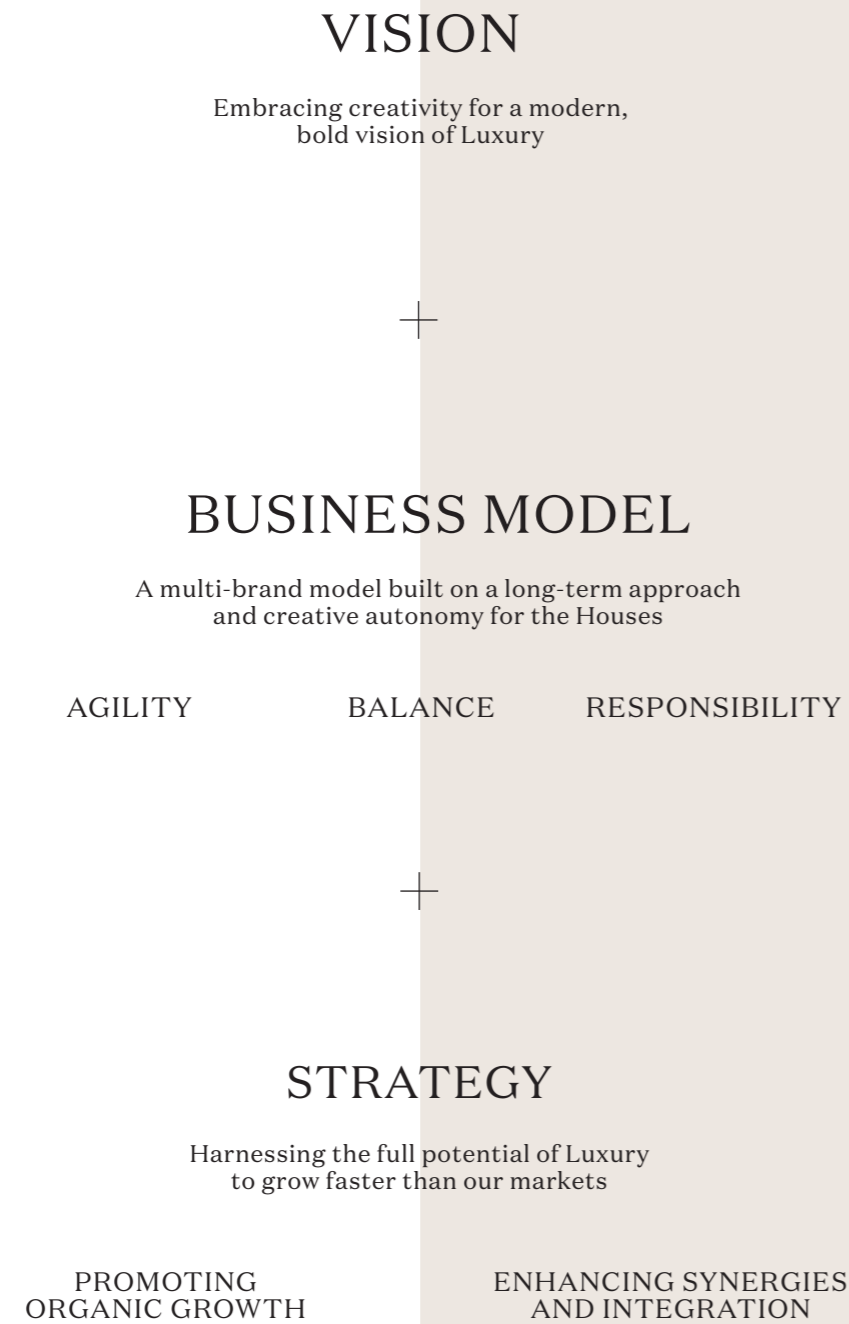 VISION
Embracing creativity for a modern,
bold vision of Luxury
BUSINESS MODEL
A multi-brand model built on a long-term approach
and creative autonomy for the Houses
AGILITY
BALANCE
RESPONSIBILITY
STRATEGY
Harnessing the full potential of Luxury
to grow faster than our markets
PROMOTING
ORGANIC GROWTH
ENHANCING SYNERGIES
AND INTEGRATION